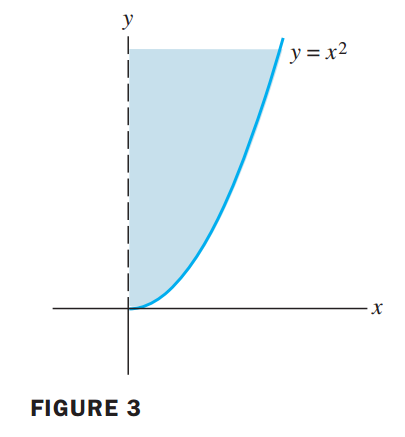 y
y = x²
x
FIGURE 3